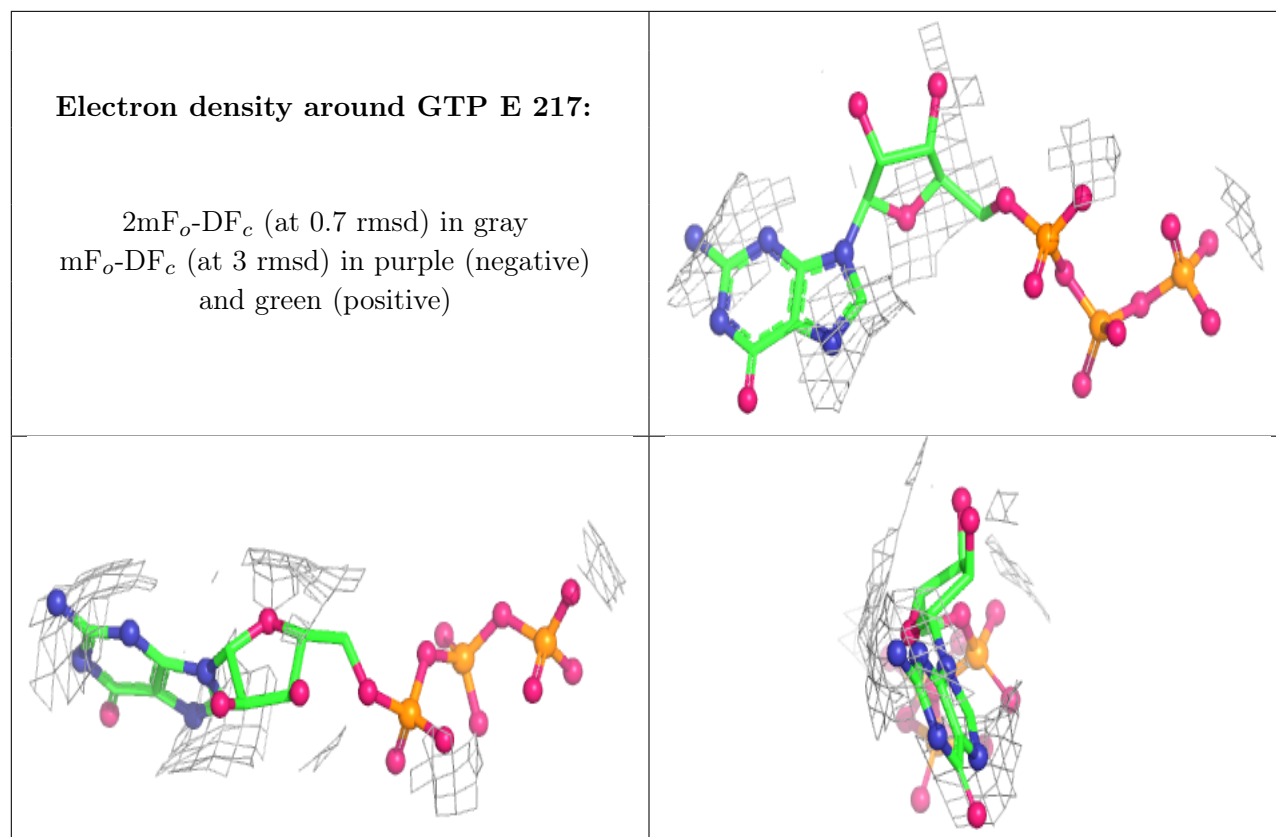 Electron density around GTP E 217:
2mFₒ-DF𝒸 (at 0.7 rmsd) in gray
mFₒ-DF𝒸 (at 3 rmsd) in purple (negative)
and green (positive)